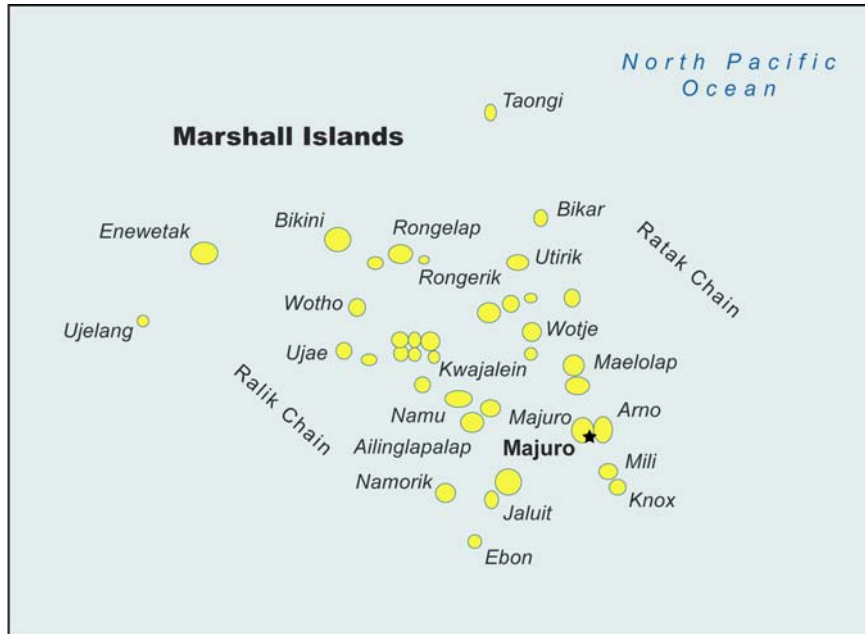 North Pacific
Ocean
Taongi
Marshall Islands
Bikar
Bikini
Rongelap
Enewetak
Rongerik
Utirik
Ratak Chain
Wotho
Ujelang
Wotje
Ujae
Kwajalein
Maelolap
Ralik Chain
Namu
Majuro
Arno
Ailinglapalap
Majuro
Mili
Namorik
Knox
Jaluit
Ebon